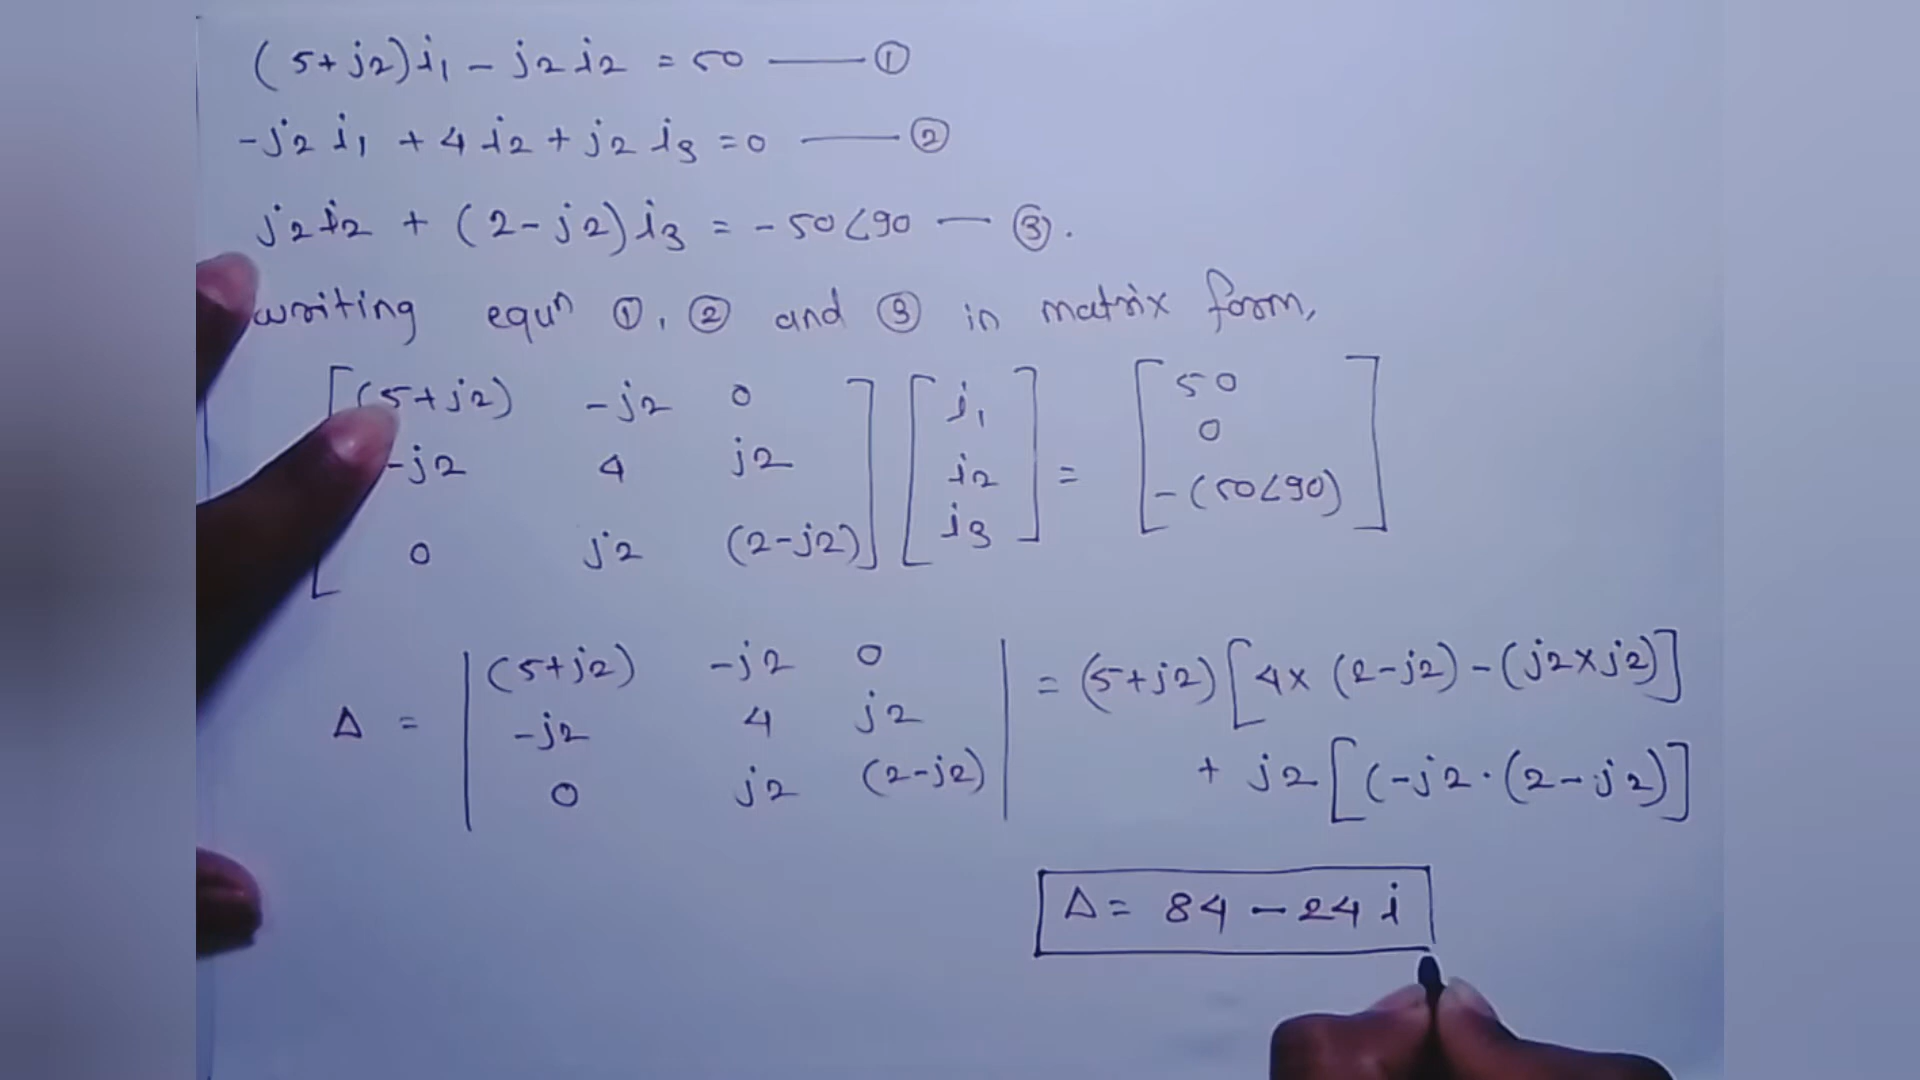 (5+j2)i₁ - j2 i2 = 50 —— ①
-j2 i₁ + 4 i2 + j2 i3 = 0 —— ②
j2 i2 + (2-j2) i3 = - 50∠90 — ③.
writing equⁿ ①, ② and ③ in matrix form,
[(5+j2) -j2 0] [i₁] = [50]
-j2 4 j2 i2 0
0 j2 (2-j2) i3 -(50∠90)
Δ = |(5+j2) -j2 0| = (5+j2)[4× (2-j2) - (j2×j2)]
-j2 4 j2
0 j2 (2-j2) + j2[(-j2·(2-j2)]
Δ = 84 - 24 i